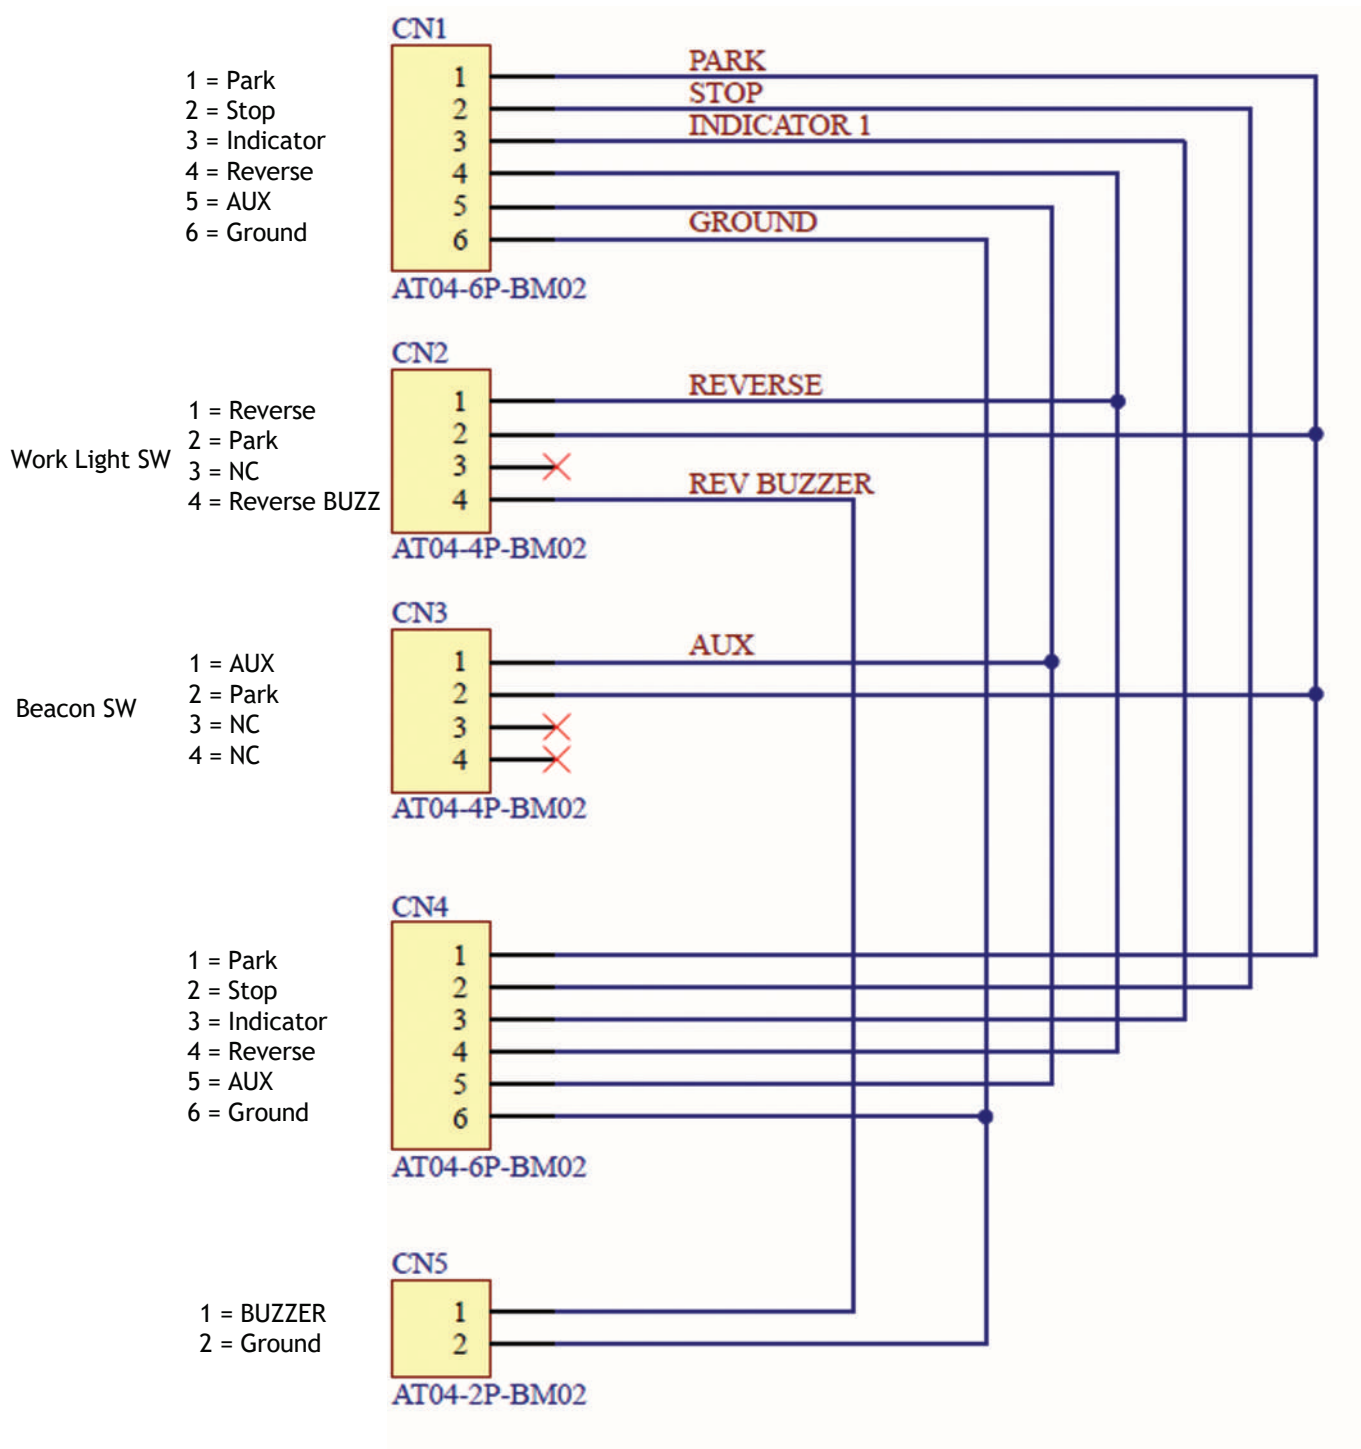 CN1
1 = Park
2 = Stop
3 = Indicator
4 = Reverse
5 = AUX
6 = Ground
1 PARK
2 STOP
3 INDICATOR 1
4
5
6 GROUND
AT04-6P-BM02
CN2
Work Light SW
1 = Reverse
2 = Park
3 = NC
4 = Reverse BUZZ
1 REVERSE
2
3
4 REV BUZZER
AT04-4P-BM02
CN3
Beacon SW
1 = AUX
2 = Park
3 = NC
4 = NC
1 AUX
2
3
4
AT04-4P-BM02
CN4
1 = Park
2 = Stop
3 = Indicator
4 = Reverse
5 = AUX
6 = Ground
1
2
3
4
5
6
AT04-6P-BM02
CN5
1 = BUZZER
2 = Ground
1
2
AT04-2P-BM02